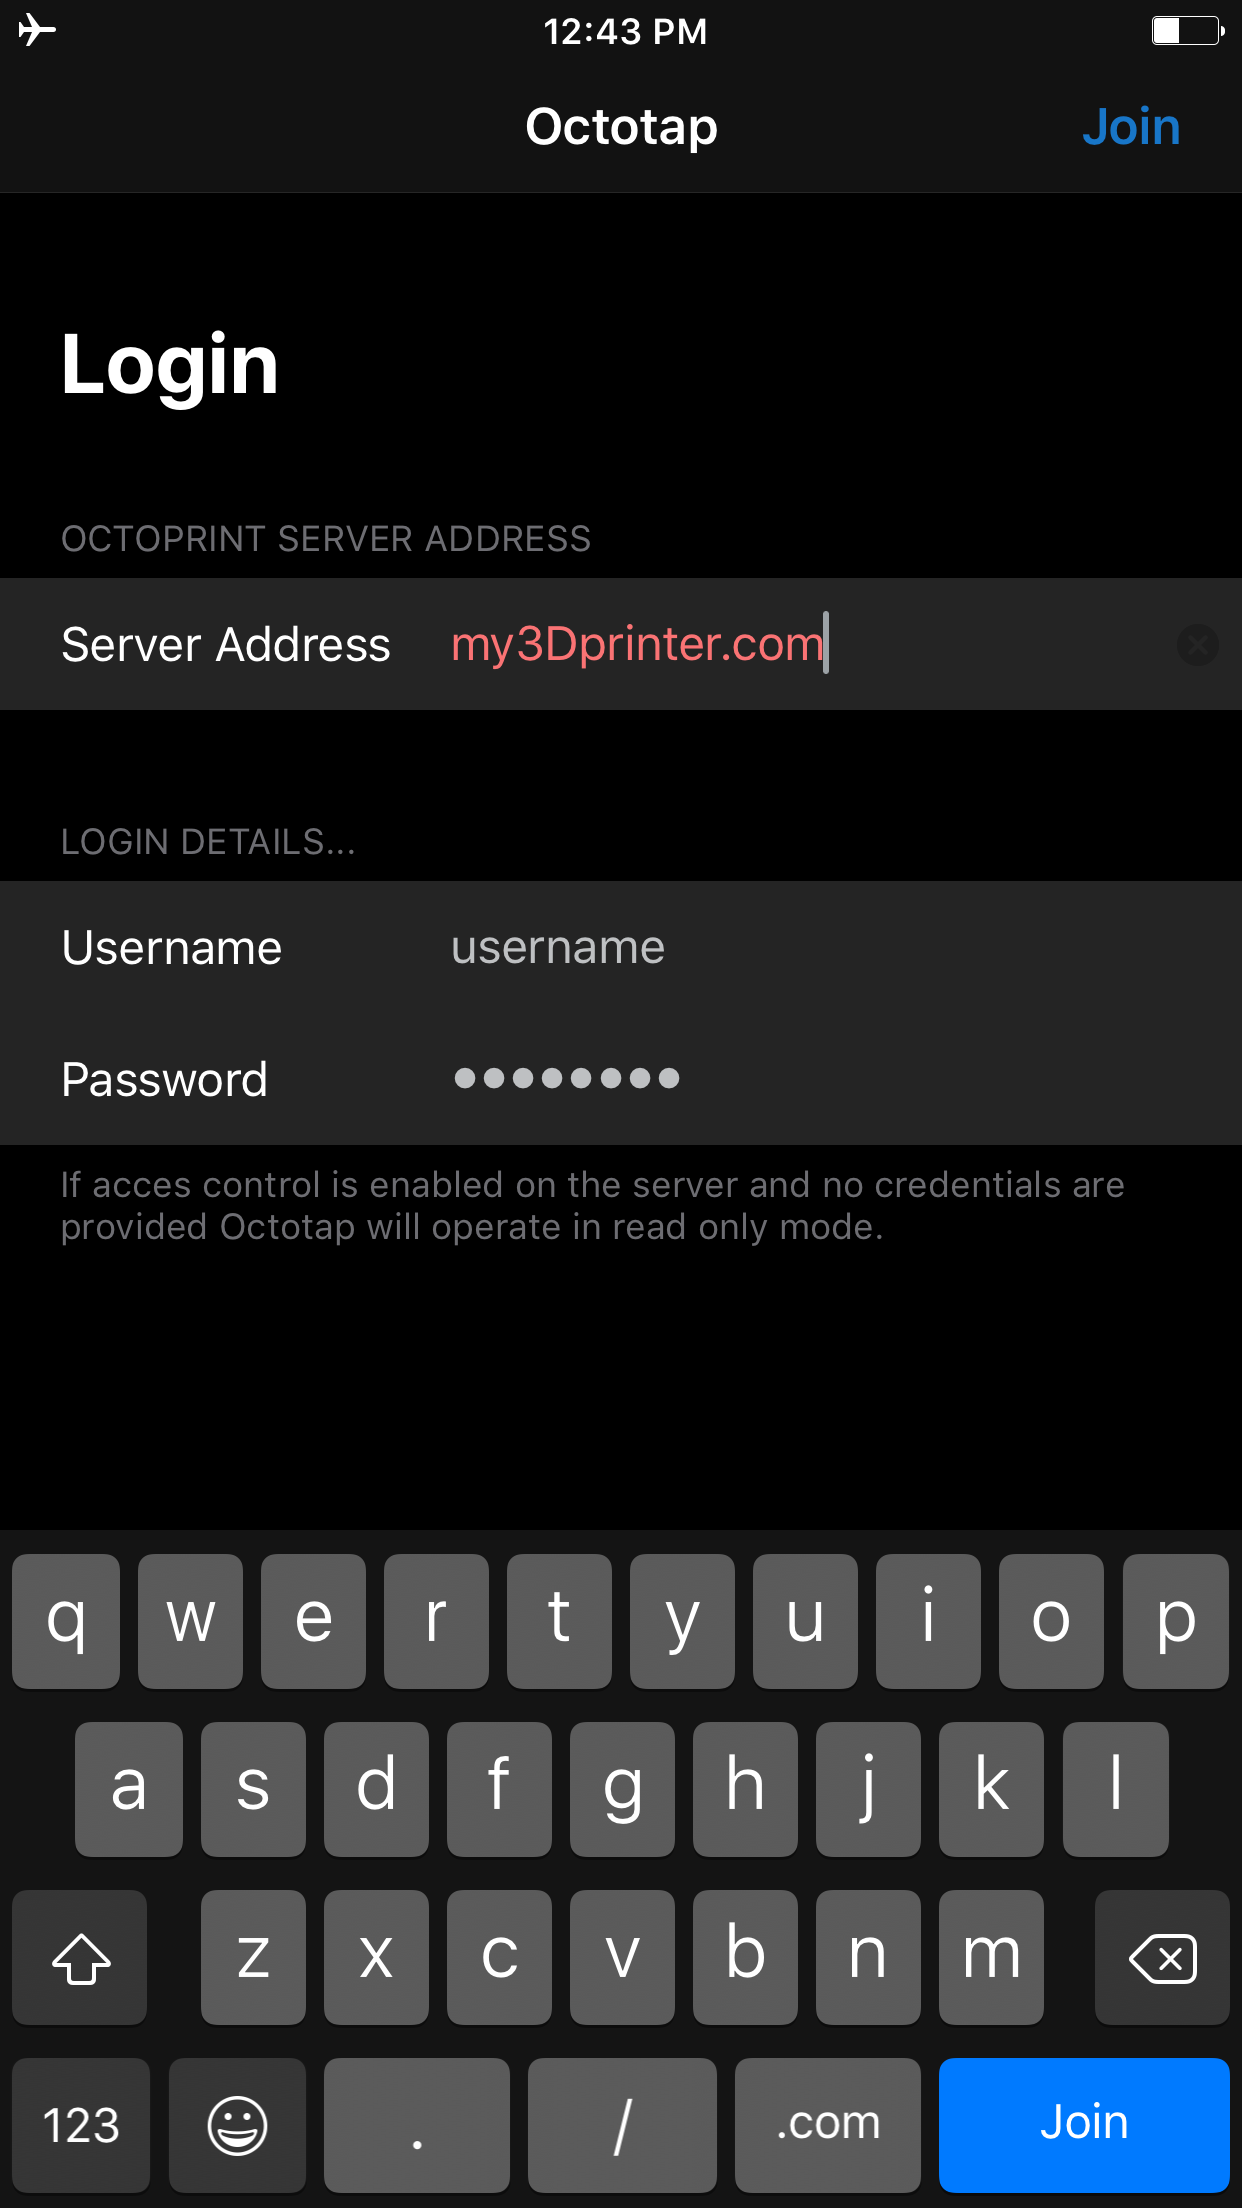 12:43 PM
Octotap
Join
Login
OCTOPRINT SERVER ADDRESS
Server Address my3Dprinter.com
LOGIN DETAILS...
Username username
Password ••••••••
If acces control is enabled on the server and no credentials are
provided Octotap will operate in read only mode.
q w e r t y u i o p
a s d f g h j k l
z x c v b n m
123 . / .com Join